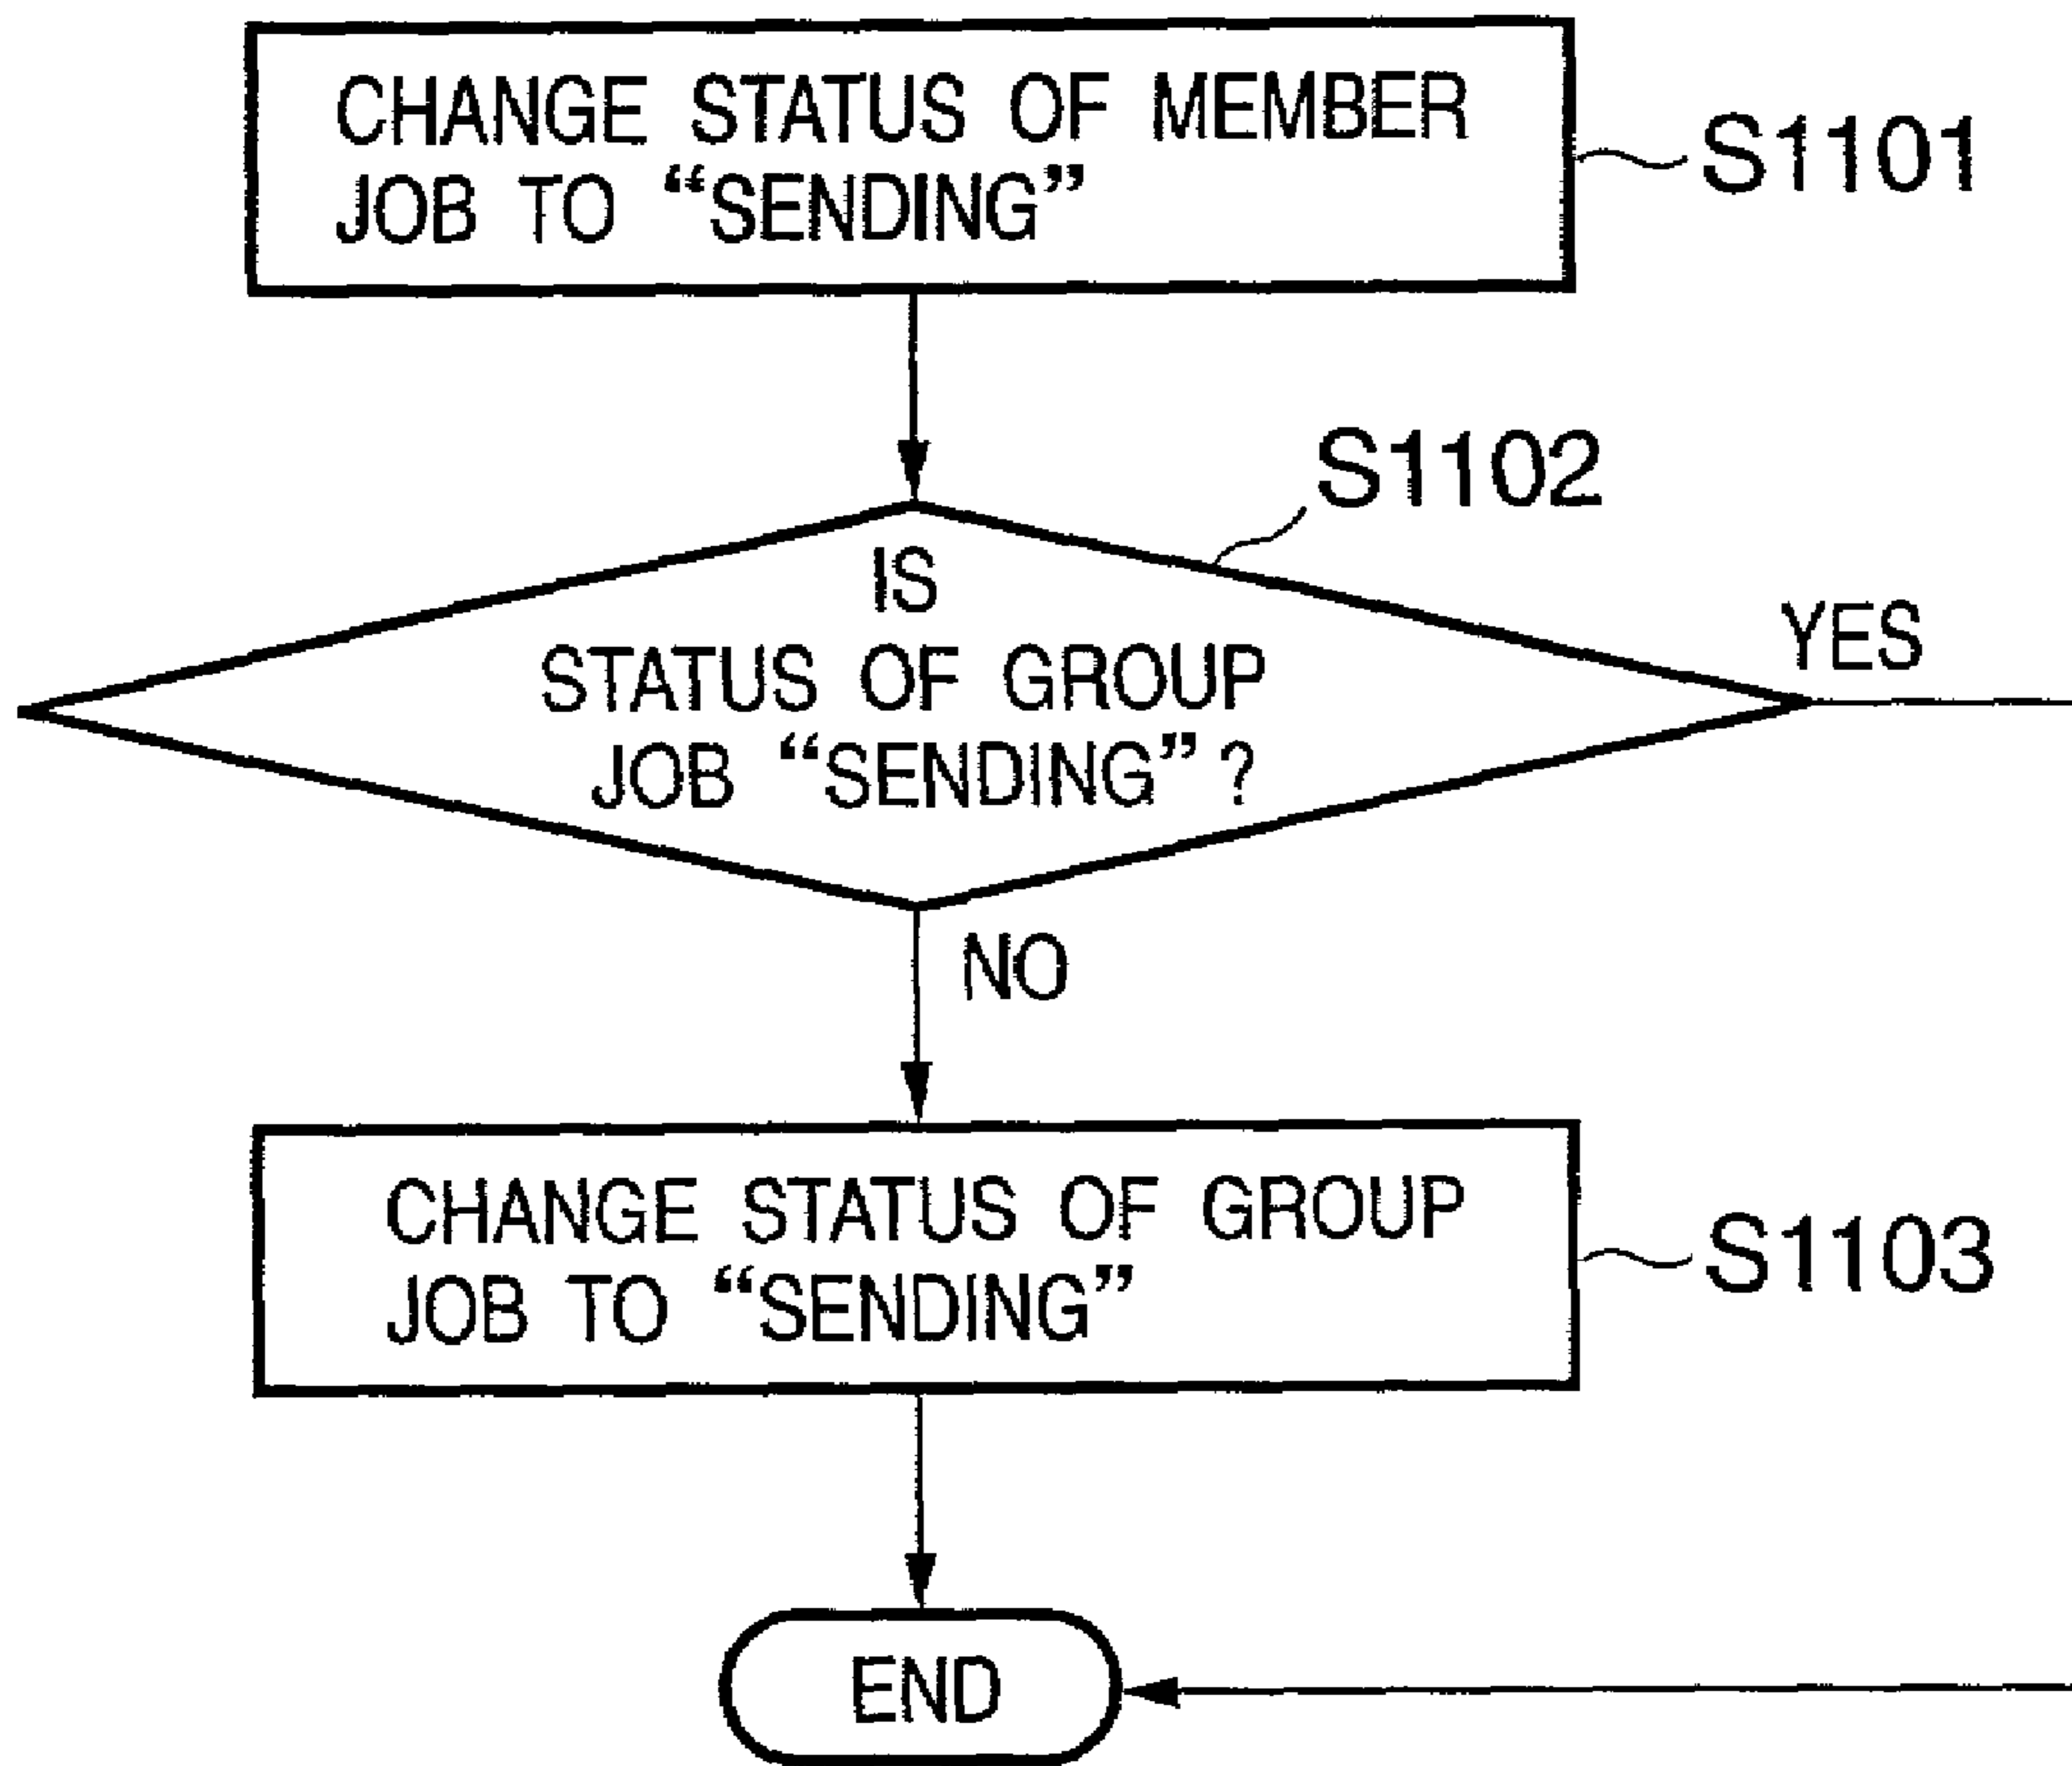 CHANGE STATUS OF MEMBER
JOB TO “SENDING”
S1101
S1102
IS
STATUS OF GROUP
JOB “SENDING” ?
YES
NO
CHANGE STATUS OF GROUP
JOB TO “SENDING”
S1103
END